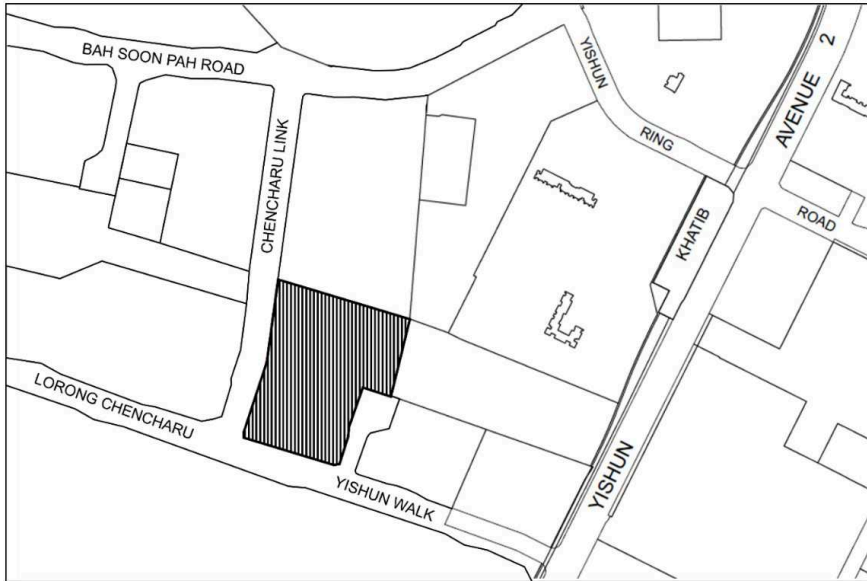 BAH SOON PAH ROAD
CHENCHARU LINK
YISHUN
RING
ROAD
AVENUE 2
KHATIB
YISHUN
LORONG CHENCHARU
YISHUN WALK